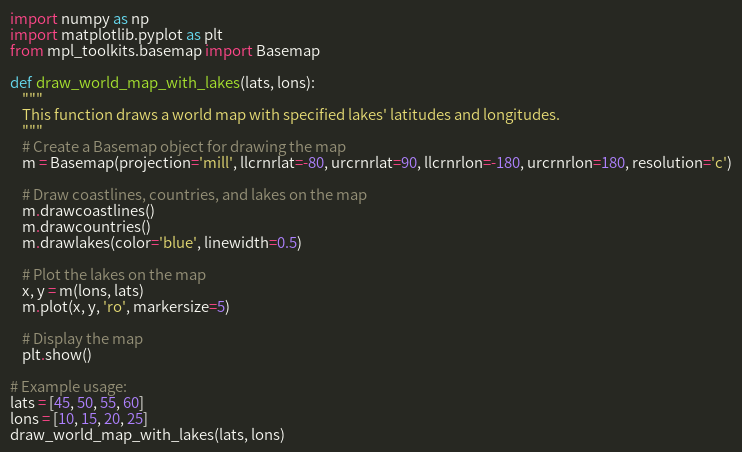 import numpy as np
import matplotlib.pyplot as plt
from mpl_toolkits.basemap import Basemap

def draw_world_map_with_lakes(lats, lons):
    """
    This function draws a world map with specified lakes' latitudes and longitudes.
    """
    # Create a Basemap object for drawing the map
    m = Basemap(projection='mill', llcrnrlat=-80, urcrnrlat=90, llcrnrlon=-180, urcrnrlon=180, resolution='c')

    # Draw coastlines, countries, and lakes on the map
    m.drawcoastlines()
    m.drawcountries()
    m.drawlakes(color='blue', linewidth=0.5)

    # Plot the lakes on the map
    x, y = m(lons, lats)
    m.plot(x, y, 'ro', markersize=5)

    # Display the map
    plt.show()

# Example usage:
lats = [45, 50, 55, 60]
lons = [10, 15, 20, 25]
draw_world_map_with_lakes(lats, lons)